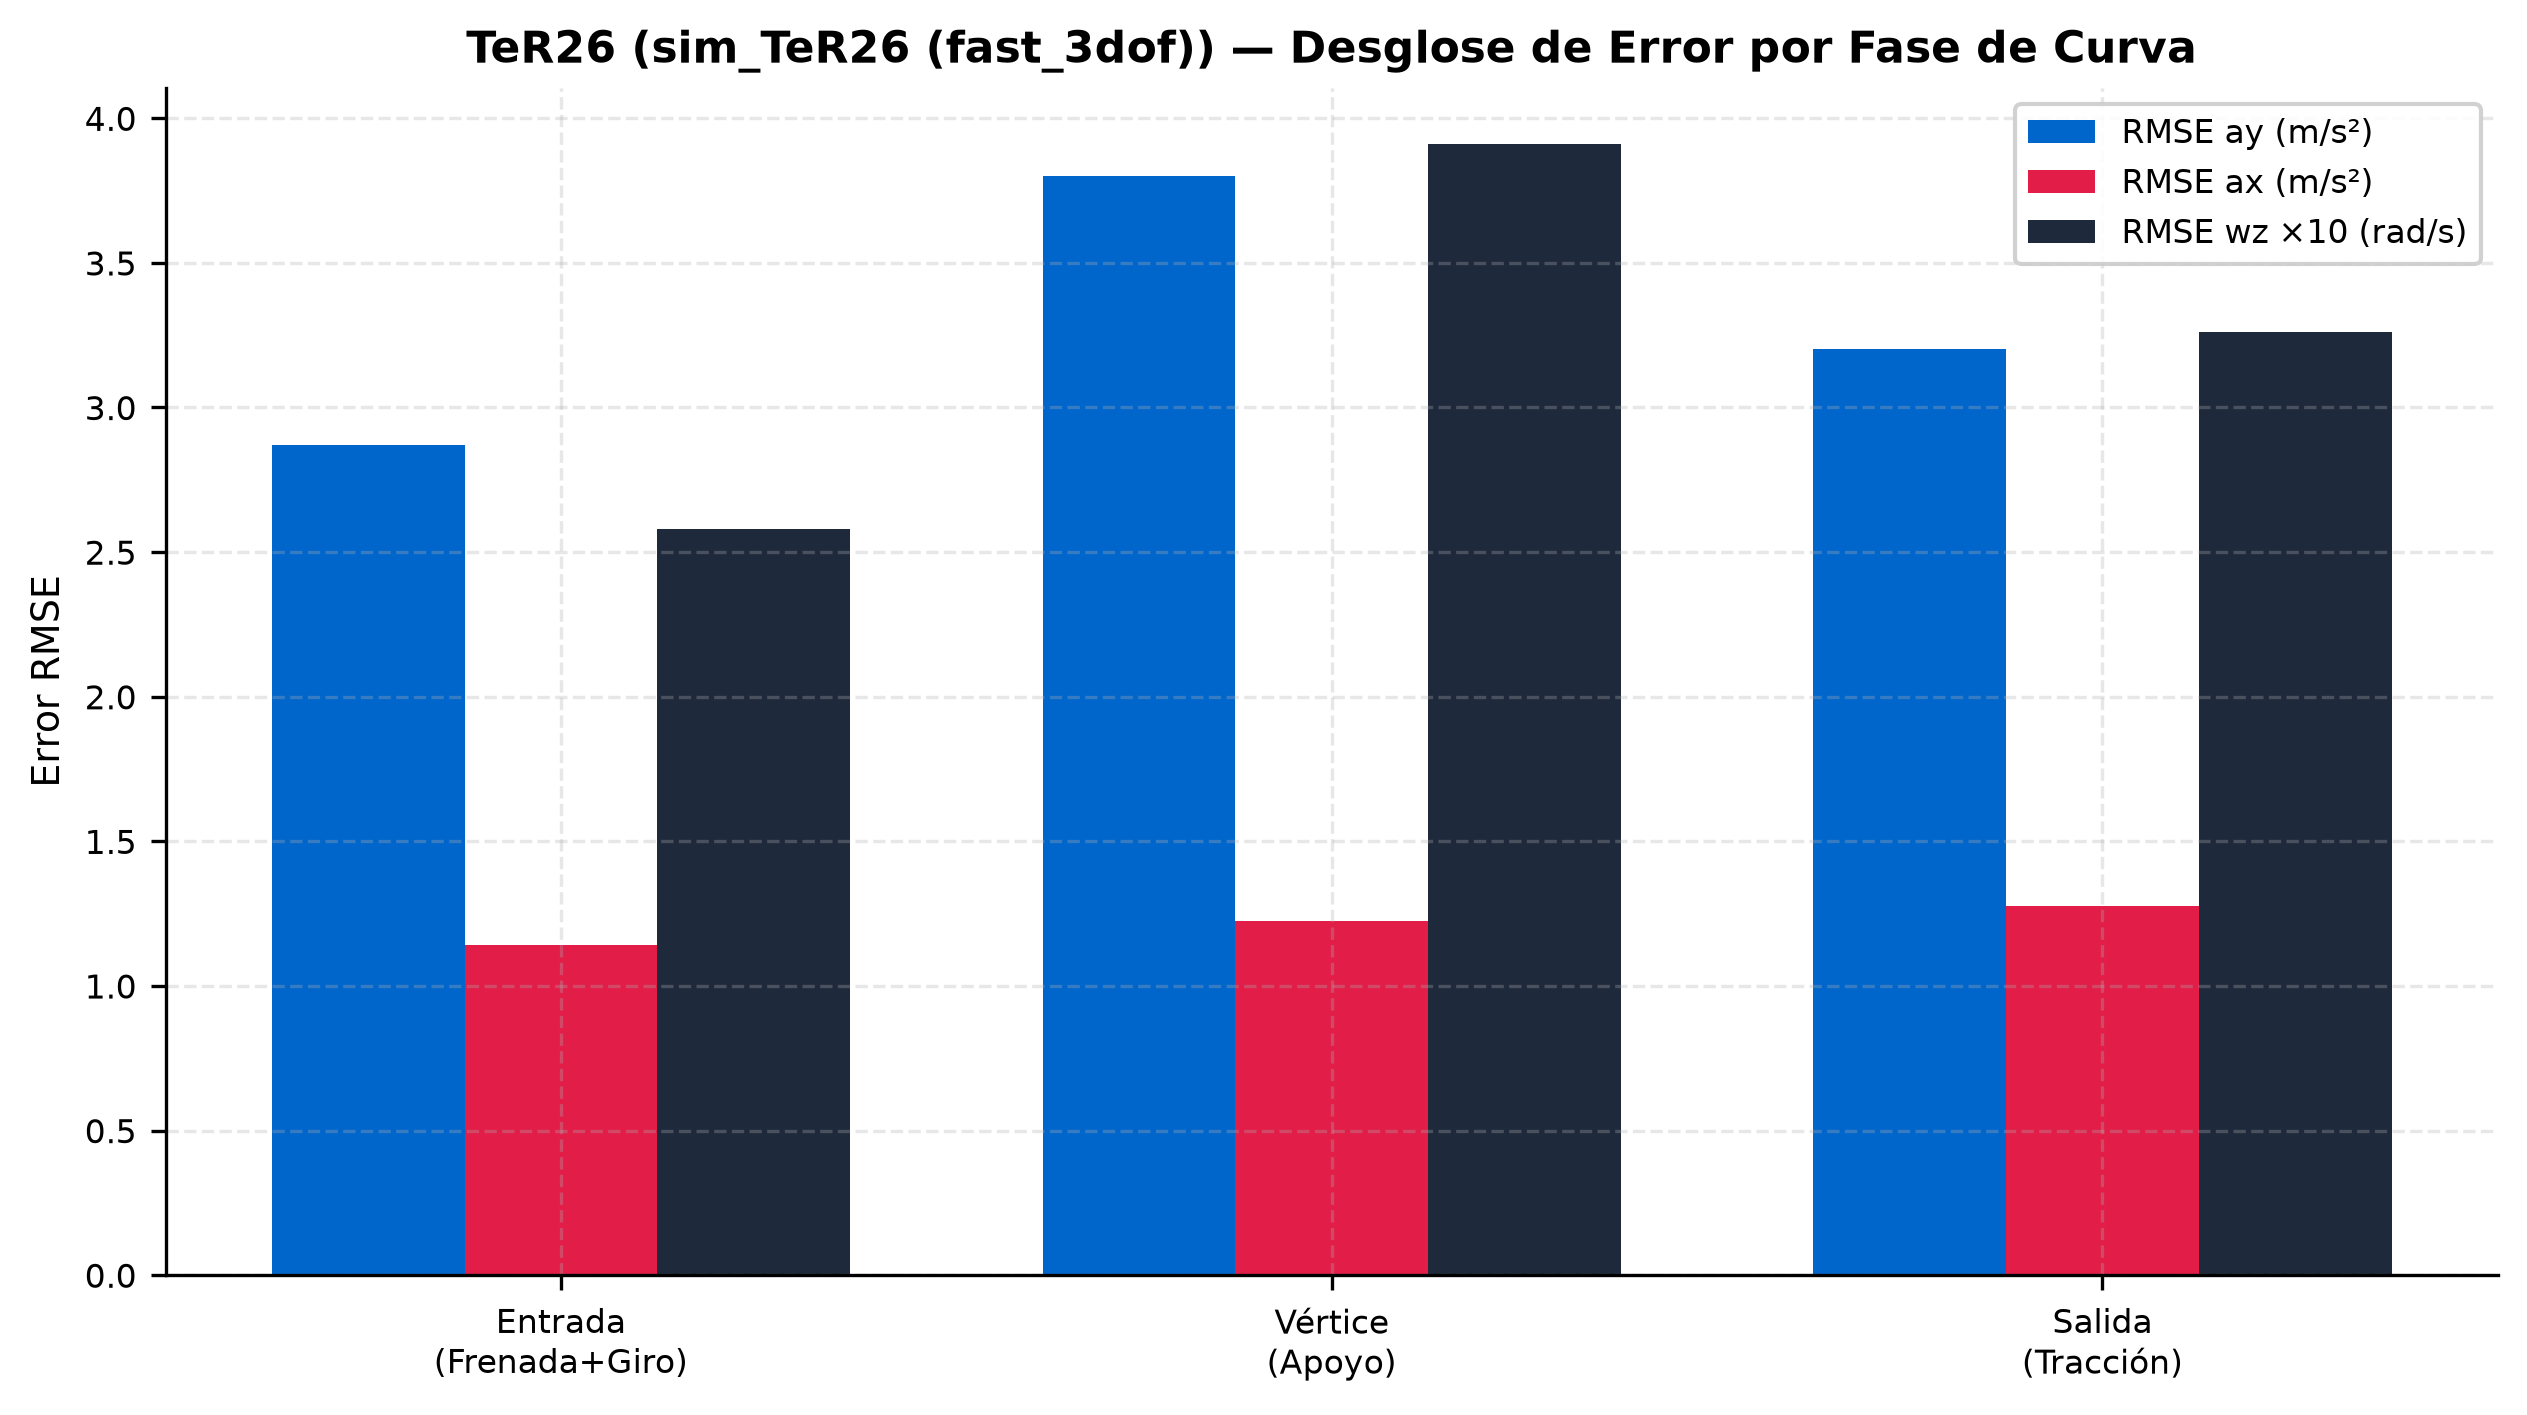 TeR26 (sim_TeR26 (fast_3dof)) — Desglose de Error por Fase de Curva
RMSE ay (m/s²)
RMSE ax (m/s²)
RMSE wz ×10 (rad/s)
Error RMSE
4.0
3.5
3.0
2.5
2.0
1.5
1.0
0.5
0.0
Entrada
(Frenada+Giro)
Vértice
(Apoyo)
Salida
(Tracción)